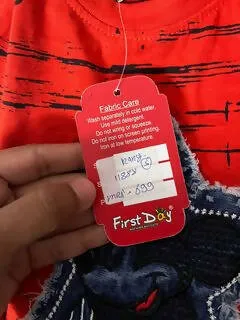 Fabric Care
Wash separately in cold water.
Use mild detergent.
Do not wring or squeeze.
Do not iron on screen printing.
Iron at low temperature.
MRP - 699
First Day